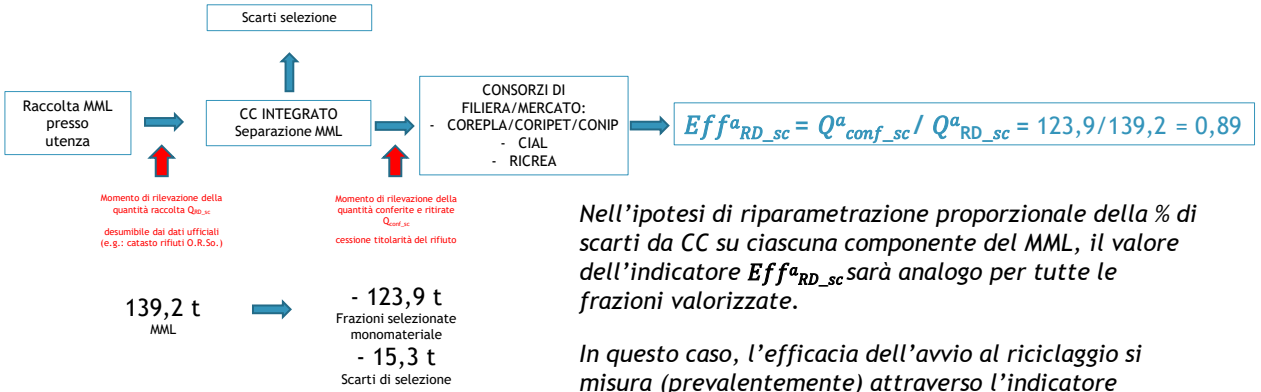 Scarti selezione
Raccolta MML
presso
utenza
CC INTEGRATO
Separazione MML
CONSORZI DI
FILIERA/MERCATO:
- COREPLA/CORIPET/CONIP
- CIAL
- RICREA
Effᵃ_RD_sc = Qᵃ_conf_sc / Qᵃ_RD_sc = 123,9/139,2 = 0,89
Momento di rilevazione della
quantità raccolta Q_RD_sc
desumibile dai dati ufficiali
(e.g.: catasto rifiuti O.R.So.)
Momento di rilevazione della
quantità conferite e ritirate
Q_conf_sc
cessione titolarità del rifiuto
139,2 t
MML
- 123,9 t
Frazioni selezionate
monomateriale
- 15,3 t
Scarti di selezione
Nell'ipotesi di riparametrazione proporzionale della % di
scarti da CC su ciascuna componente del MML, il valore
dell'indicatore Effᵃ_RD_sc sarà analogo per tutte le
frazioni valorizzate.
In questo caso, l'efficacia dell'avvio al riciclaggio si
misura (prevalentemente) attraverso l'indicatore